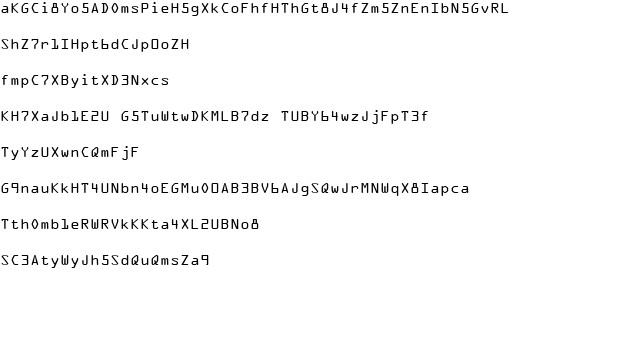 aKGCi8Yo5AD0msPieH5gXkCoFhfHThGt8J4fZm5ZnEnIbN5GvRL
ShZ7r1IHpt6dCJpOoZH
fmpC7XByitXD3Nxcs
KH7XaJb1E2U G5TuWtwDKMLB7dz TUBY64wzJjFpT3f
TyYzUXwnCQmFjF
G9nauKkHT4UNbn4oEGMu0OAB3BV6AJgSQwJrMNWqX8Iapca
Tth0mb1eRWRVkKKta4XL2UBNo8
SC3AtyWyJh5SdQuQmsZa9